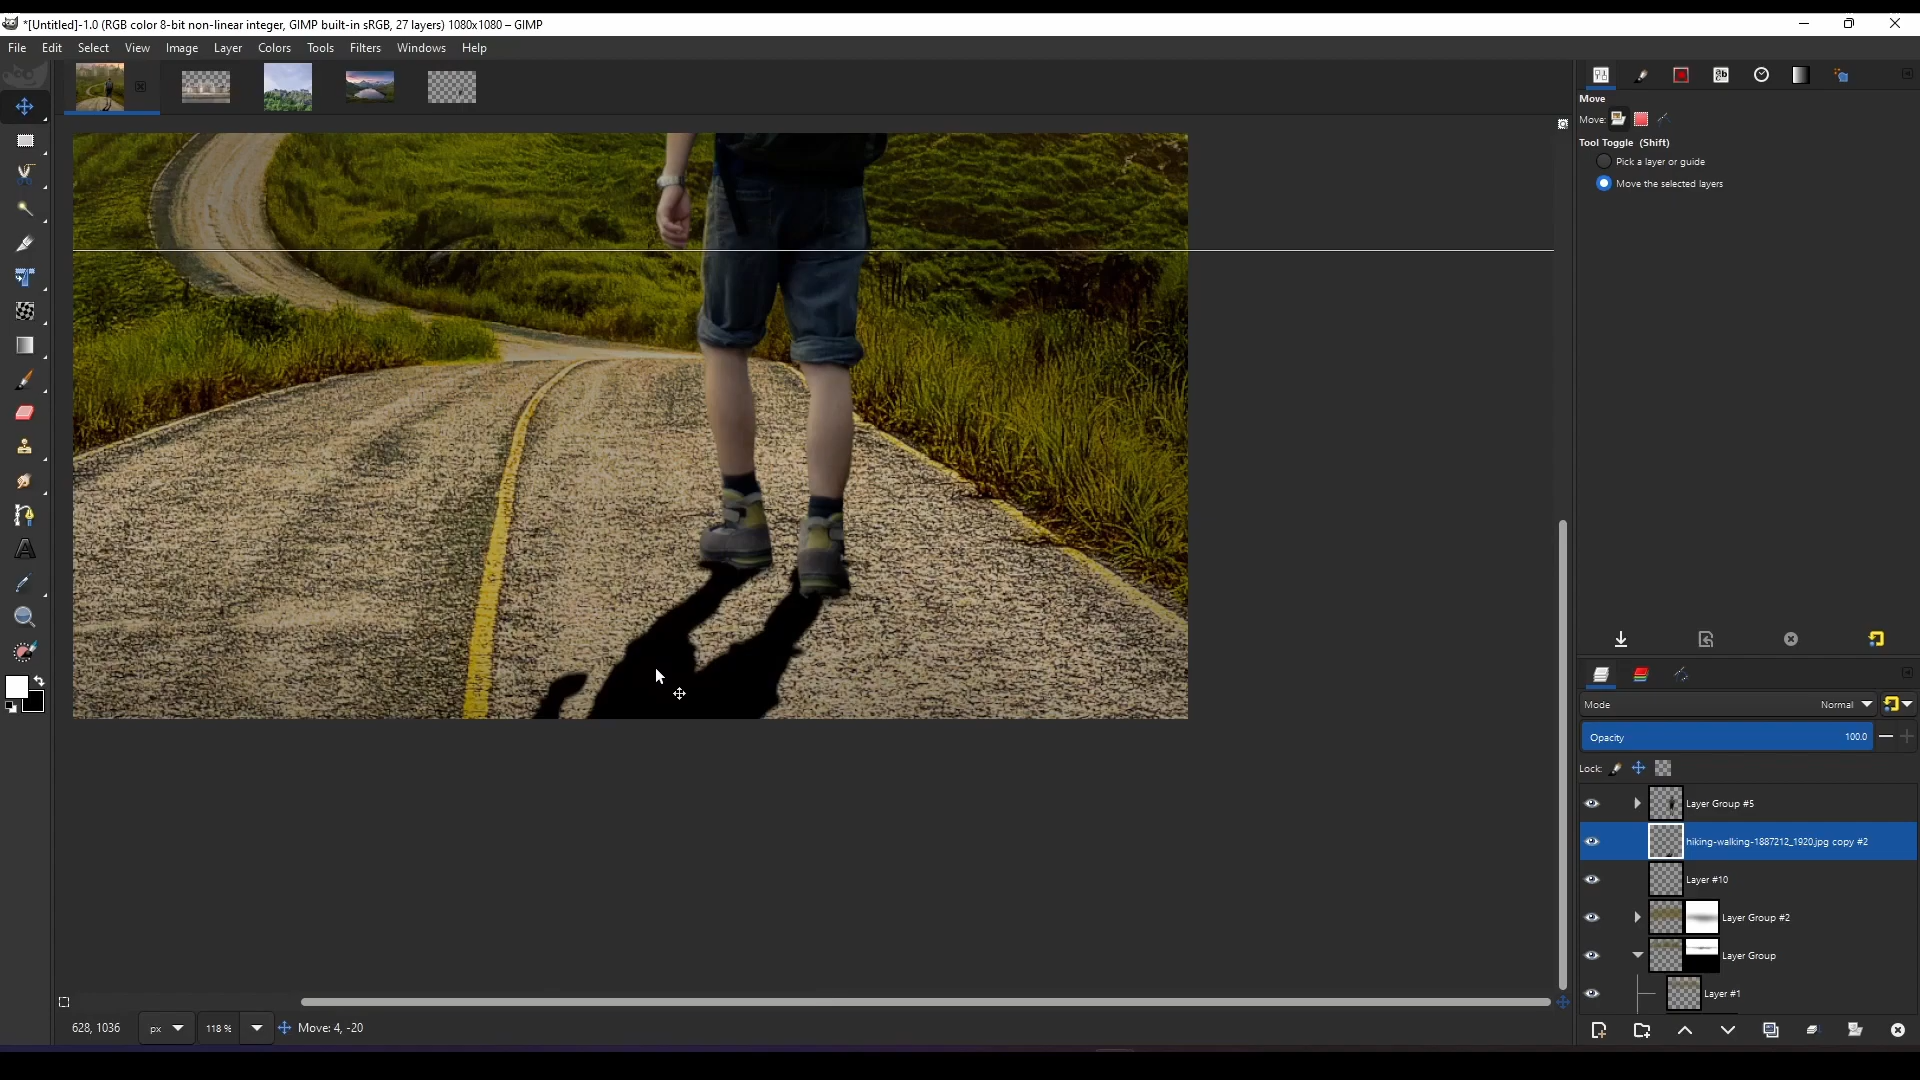 *[Untitled]-1.0 (RGB color 8-bit non-linear integer, GIMP built-in sRGB, 27 layers) 1080x1080 – GIMP
File Edit Select View Image Layer Colors Tools Filters Windows Help
Move
Move:
Tool Toggle (Shift)
Pick a layer or guide
Move the selected layers
Mode Normal
Opacity 100.0
Lock:
Layer Group #5
hiking-walking-1887212_1920.jpg copy #2
Layer #10
Layer Group #2
Layer Group
Layer #1
628, 1036 px 118 % Move: 4, -20